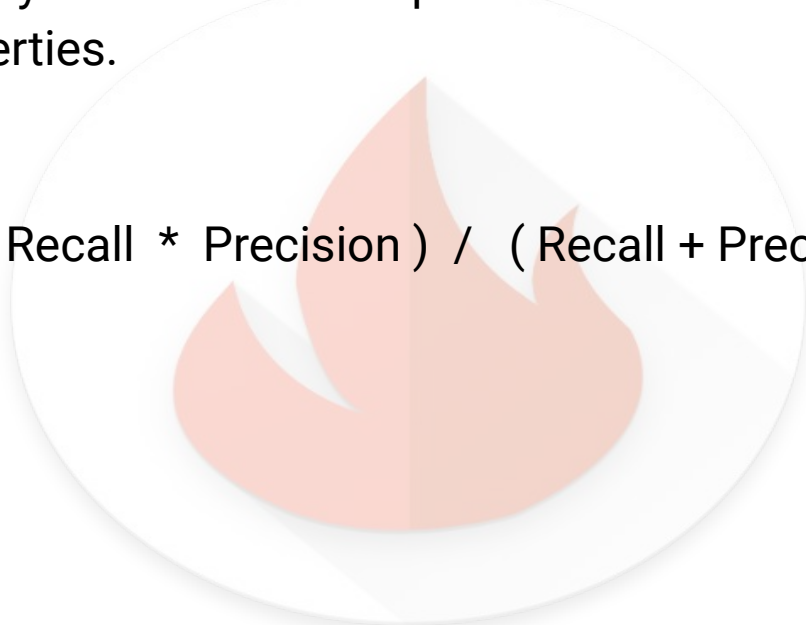 erties.
Recall * Precision ) / ( Recall + Prec